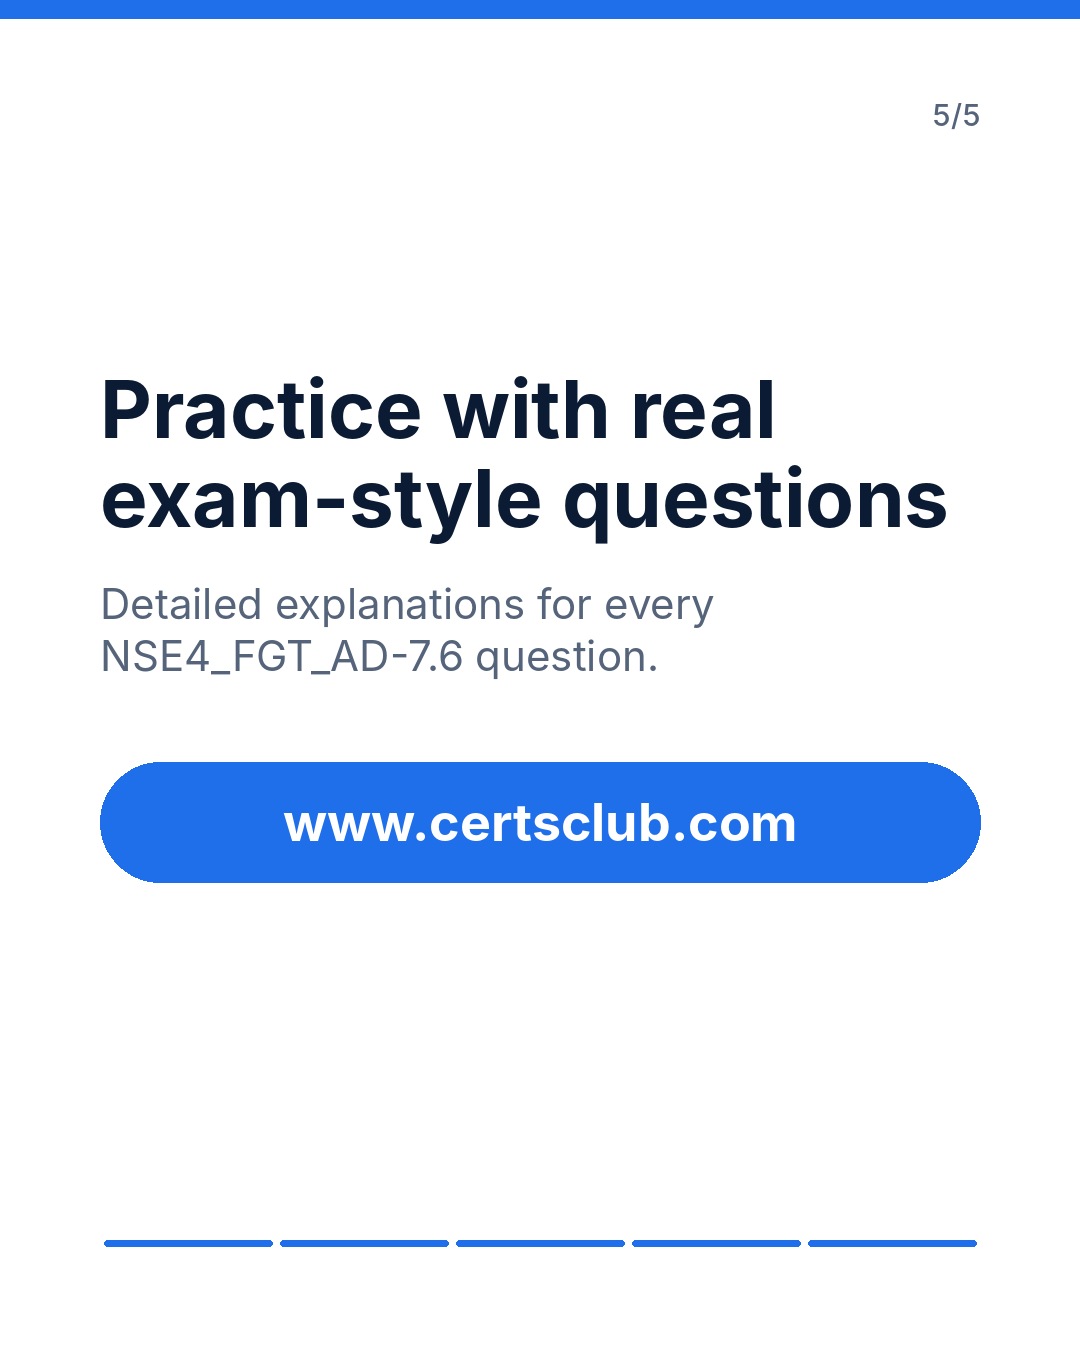 5/5
Practice with real
exam-style questions
Detailed explanations for every
NSE4_FGT_AD-7.6 question.
www.certsclub.com